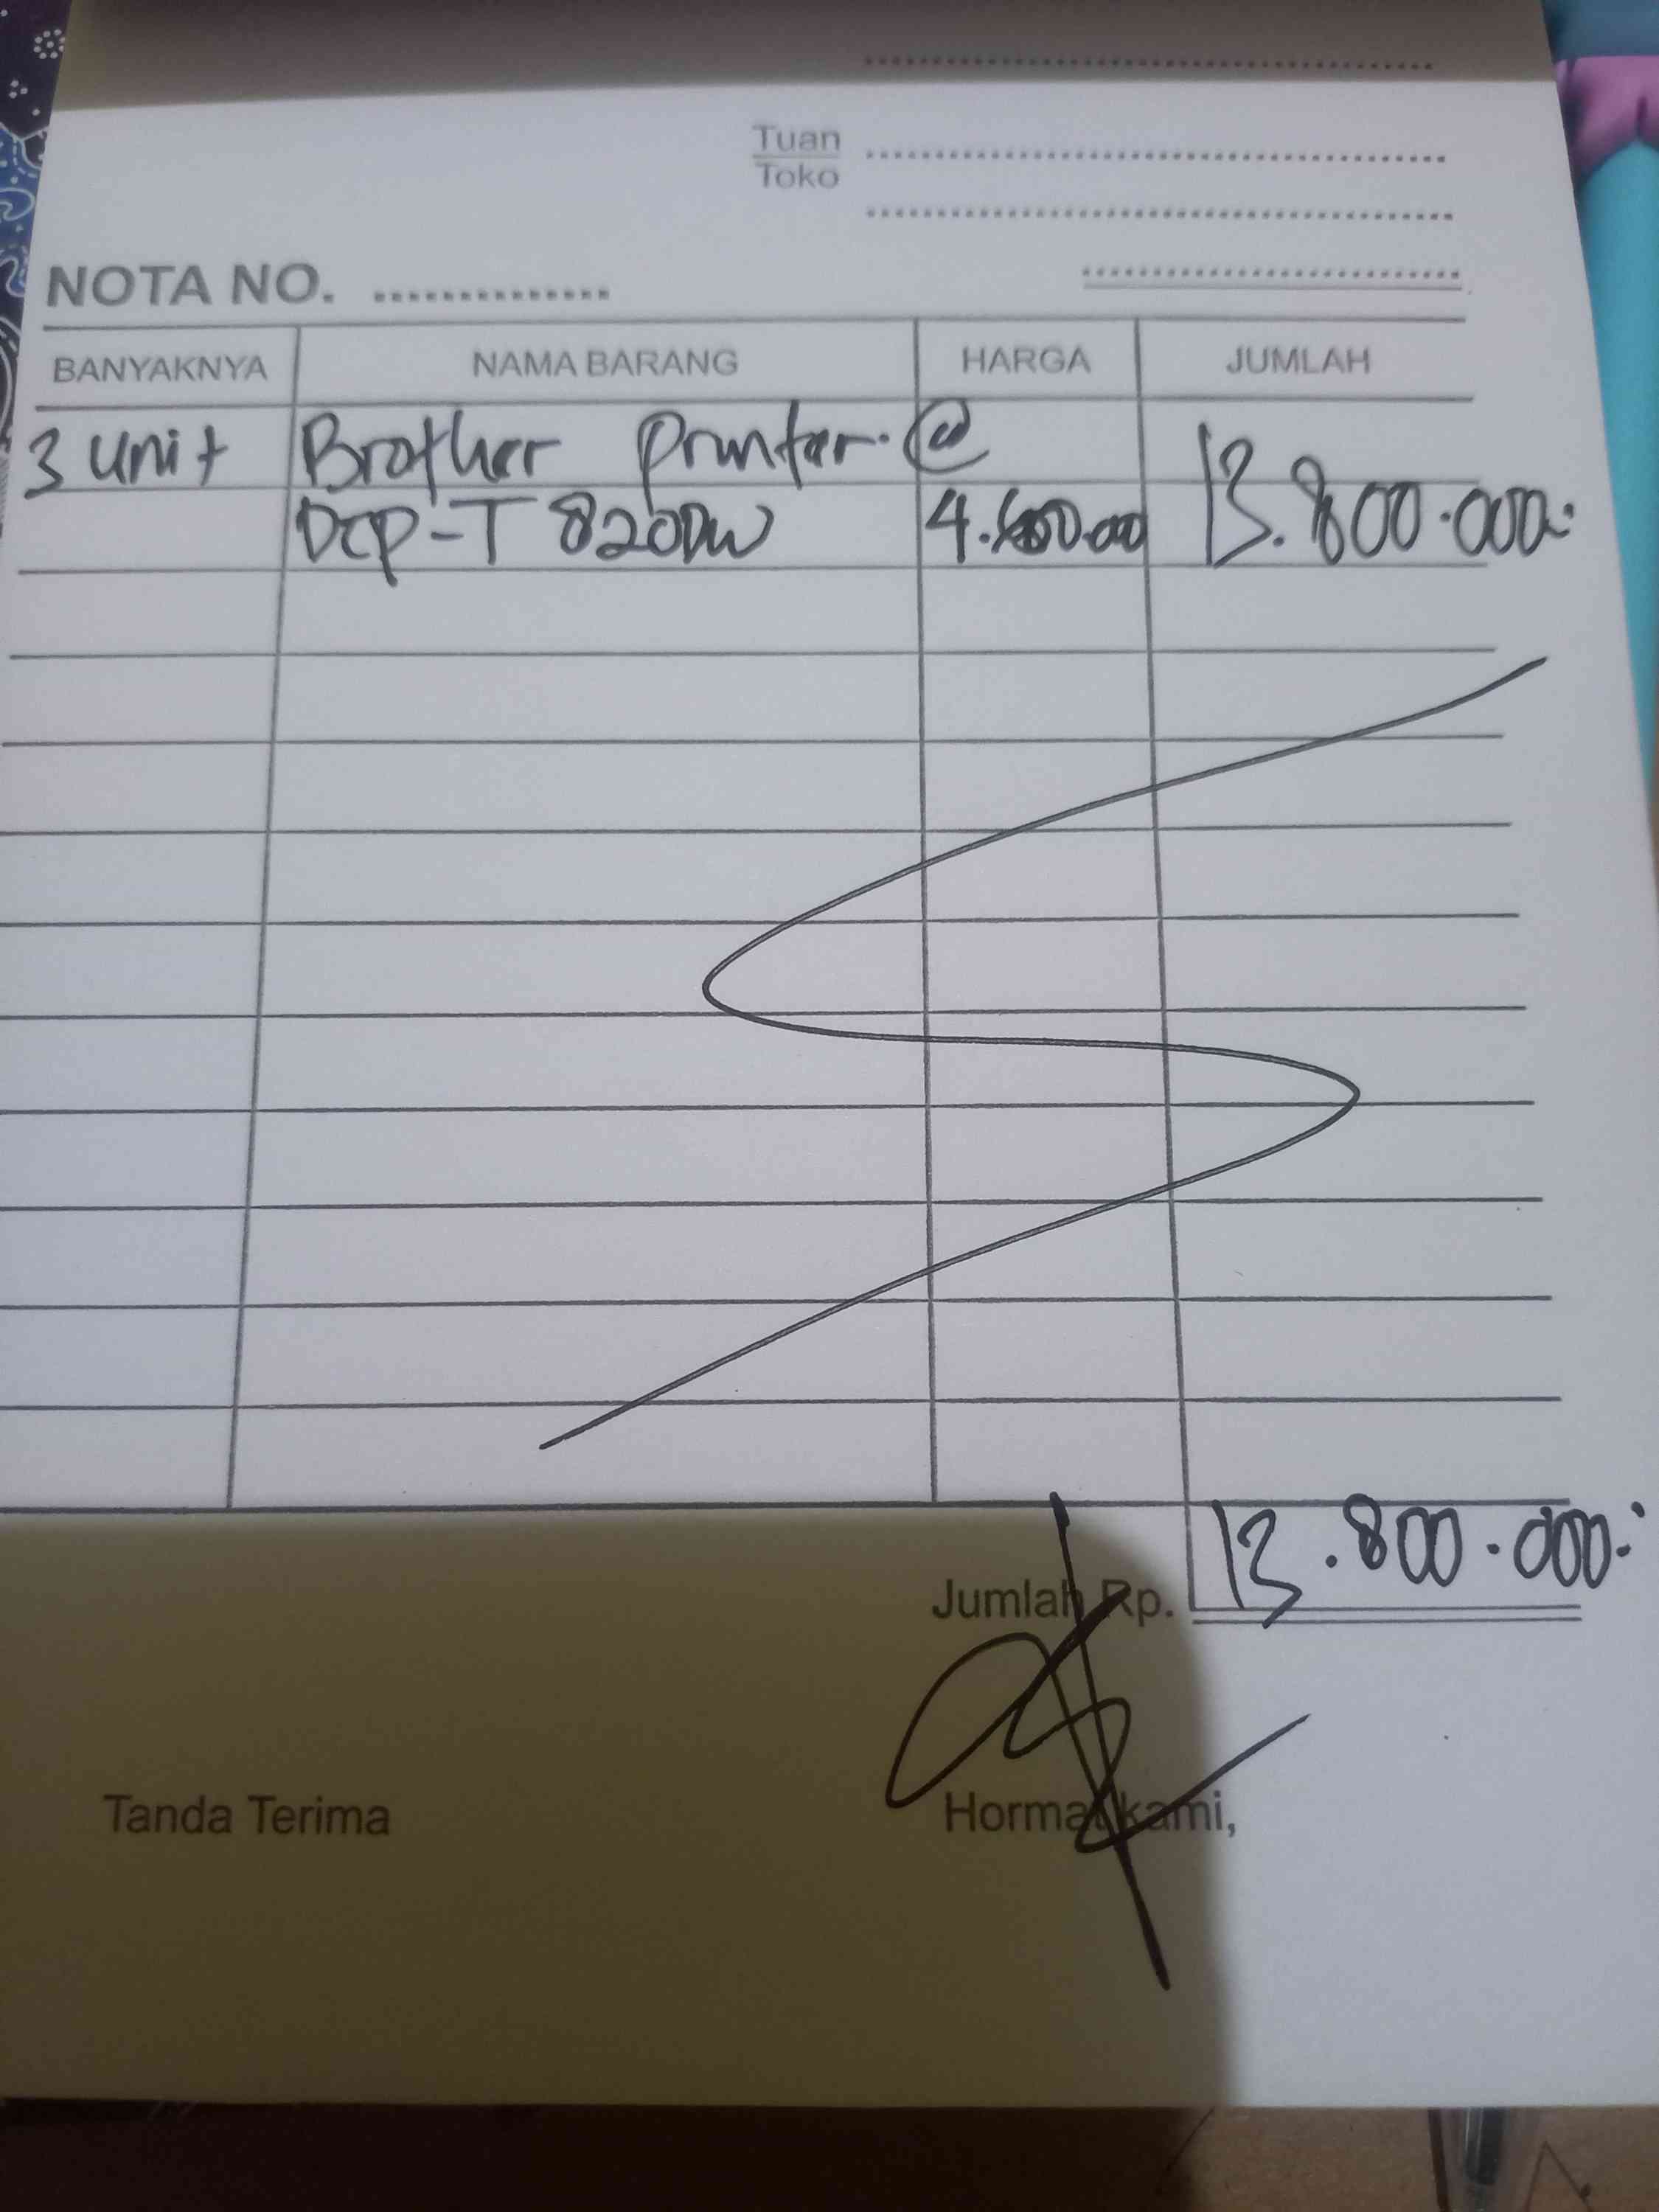 Tuan
Toko
NOTA NO. ..............
BANYAKNYA NAMA BARANG HARGA JUMLAH
3 unit Brother Printer. @ 13.800.000.-
DCP-T 820DW
Jumlah Rp. 13.800.000.-
Tanda Terima Hormat kami,